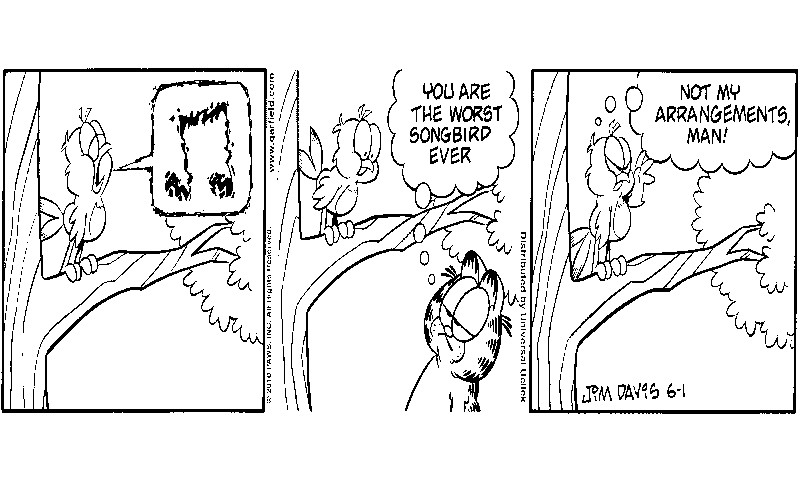 YOU ARE
THE WORST
SONGBIRD
EVER
NOT MY
ARRANGEMENTS,
MAN!
www.garfield.com
© 2010 PAWS, INC. All Rights Reserved.
Distributed by Universal Uclick
JIM DAVIS 6-1